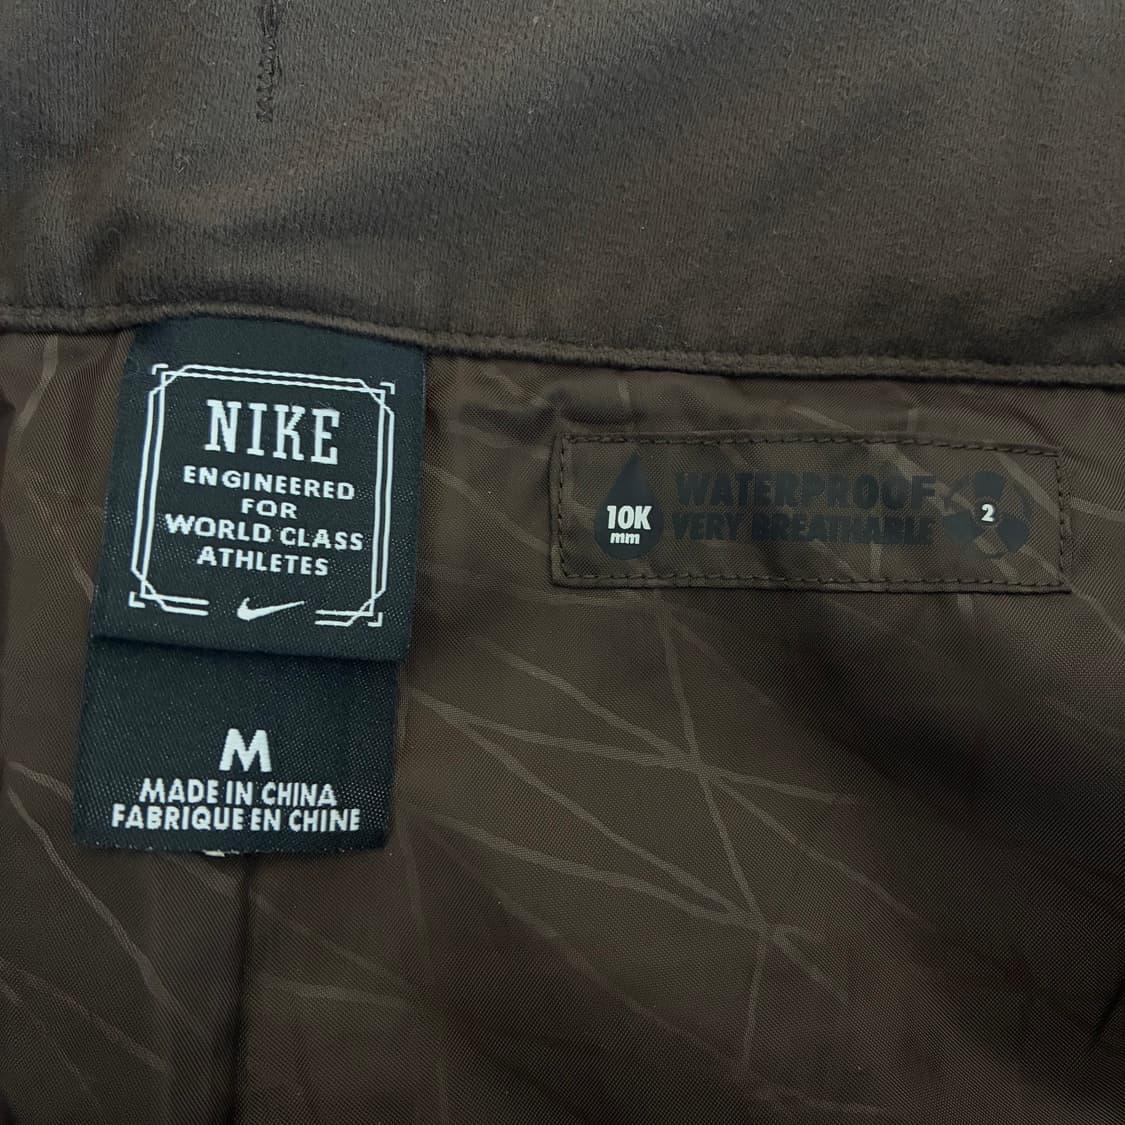 NIKE
ENGINEERED
FOR
WORLD CLASS
ATHLETES
M
MADE IN CHINA
FABRIQUE EN CHINE
10K
mm
WATERPROOF
VERY BREATHABLE
2